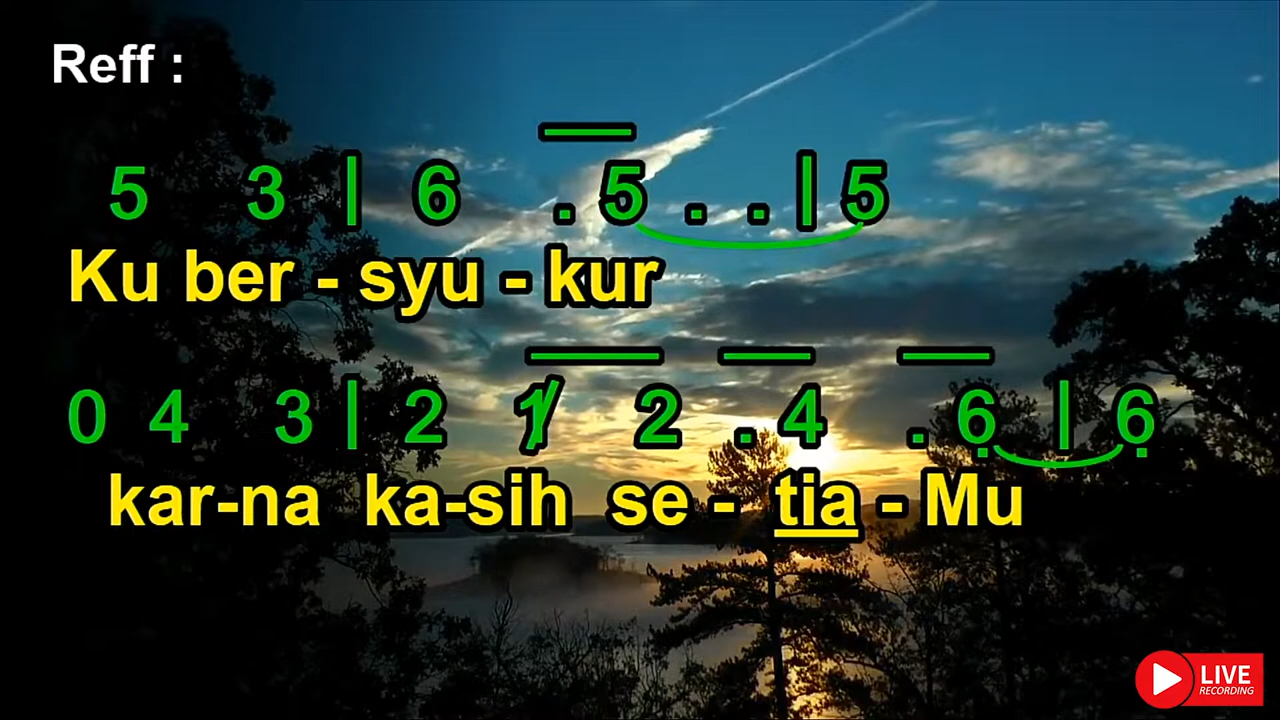 Reff :
5 3 | 6 . 5 . . | 5
Ku ber - syu - kur
0 4 3 | 2 1/ 2 . 4 . 6̣ | 6̣
kar-na ka-sih se - tia - Mu
LIVE
RECORDING